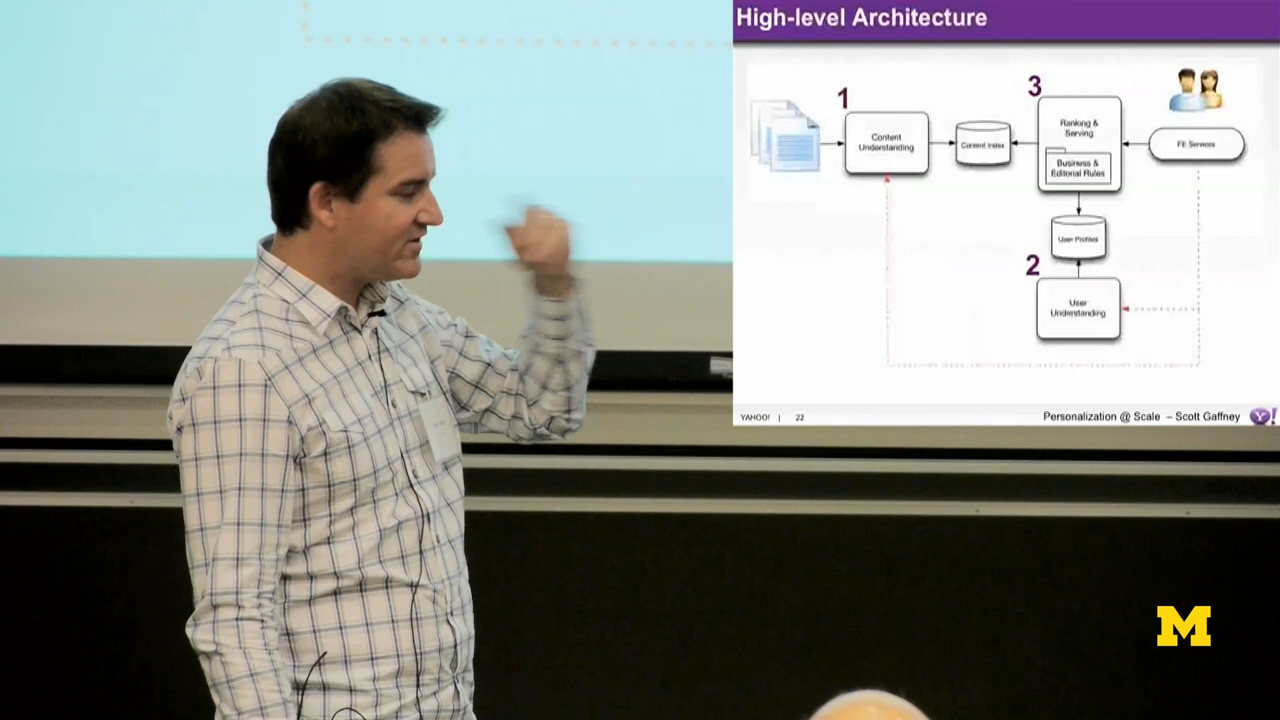 High-level Architecture
1
Content
Understanding
Content Index
3
Ranking &
Serving
Business &
Editorial Rules
FE Services
User Profiles
2
User
Understanding
YAHOO! | 22
Personalization @ Scale – Scott Gaffney
Y!
M